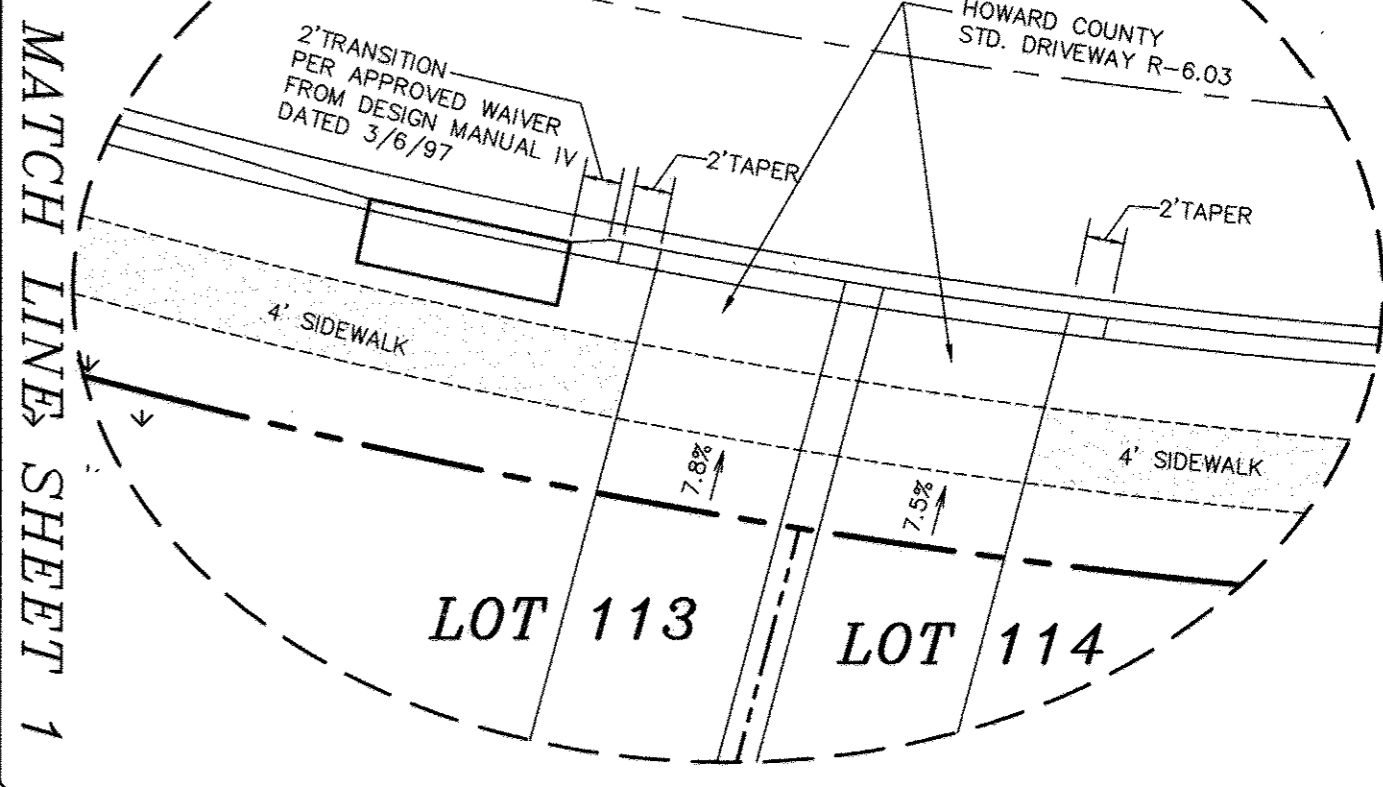 HOWARD COUNTY
STD. DRIVEWAY R-6.03
2'TRANSITION
PER APPROVED WAIVER
FROM DESIGN MANUAL IV
DATED 3/6/97
2'TAPER
2'TAPER
4' SIDEWALK
4' SIDEWALK
7.8%
7.5%
LOT 113
LOT 114
MATCH LINE SHEET 1